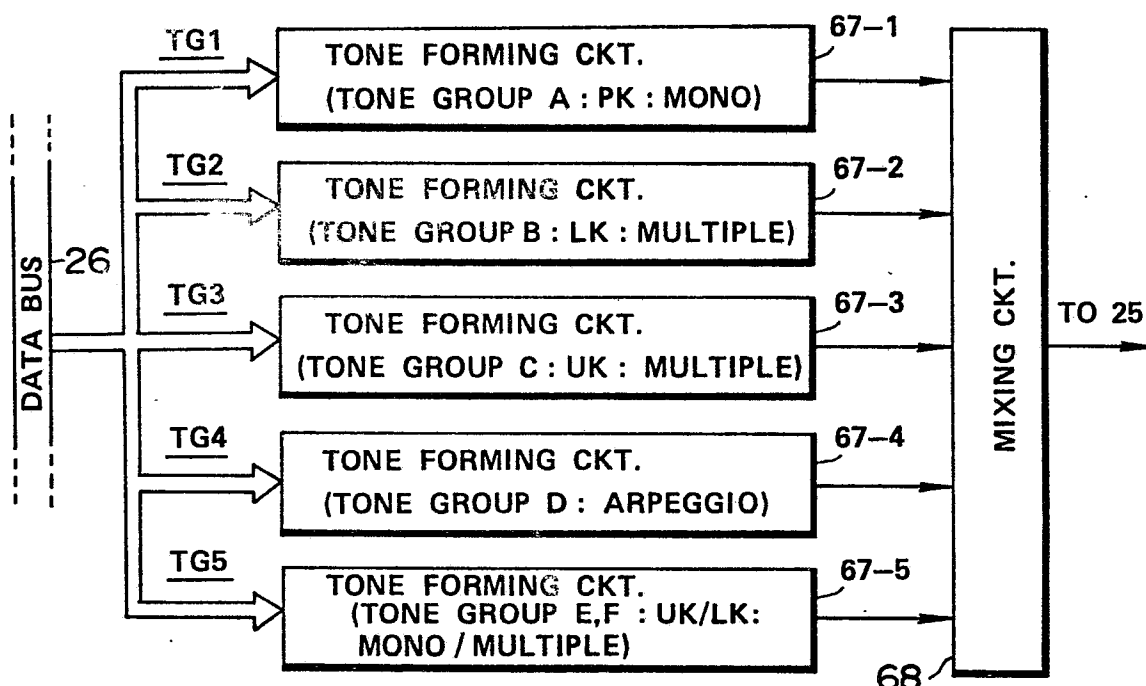 TG1
TONE FORMING CKT.
(TONE GROUP A : PK : MONO)
67-1
TG2
TONE FORMING CKT.
(TONE GROUP B : LK : MULTIPLE)
67-2
DATA BUS
26
TG3
TONE FORMING CKT.
(TONE GROUP C : UK : MULTIPLE)
67-3
MIXING CKT.
TO 25
TG4
TONE FORMING CKT.
(TONE GROUP D : ARPEGGIO)
67-4
TG5
TONE FORMING CKT.
(TONE GROUP E,F : UK/LK:
MONO / MULTIPLE)
67-5
68